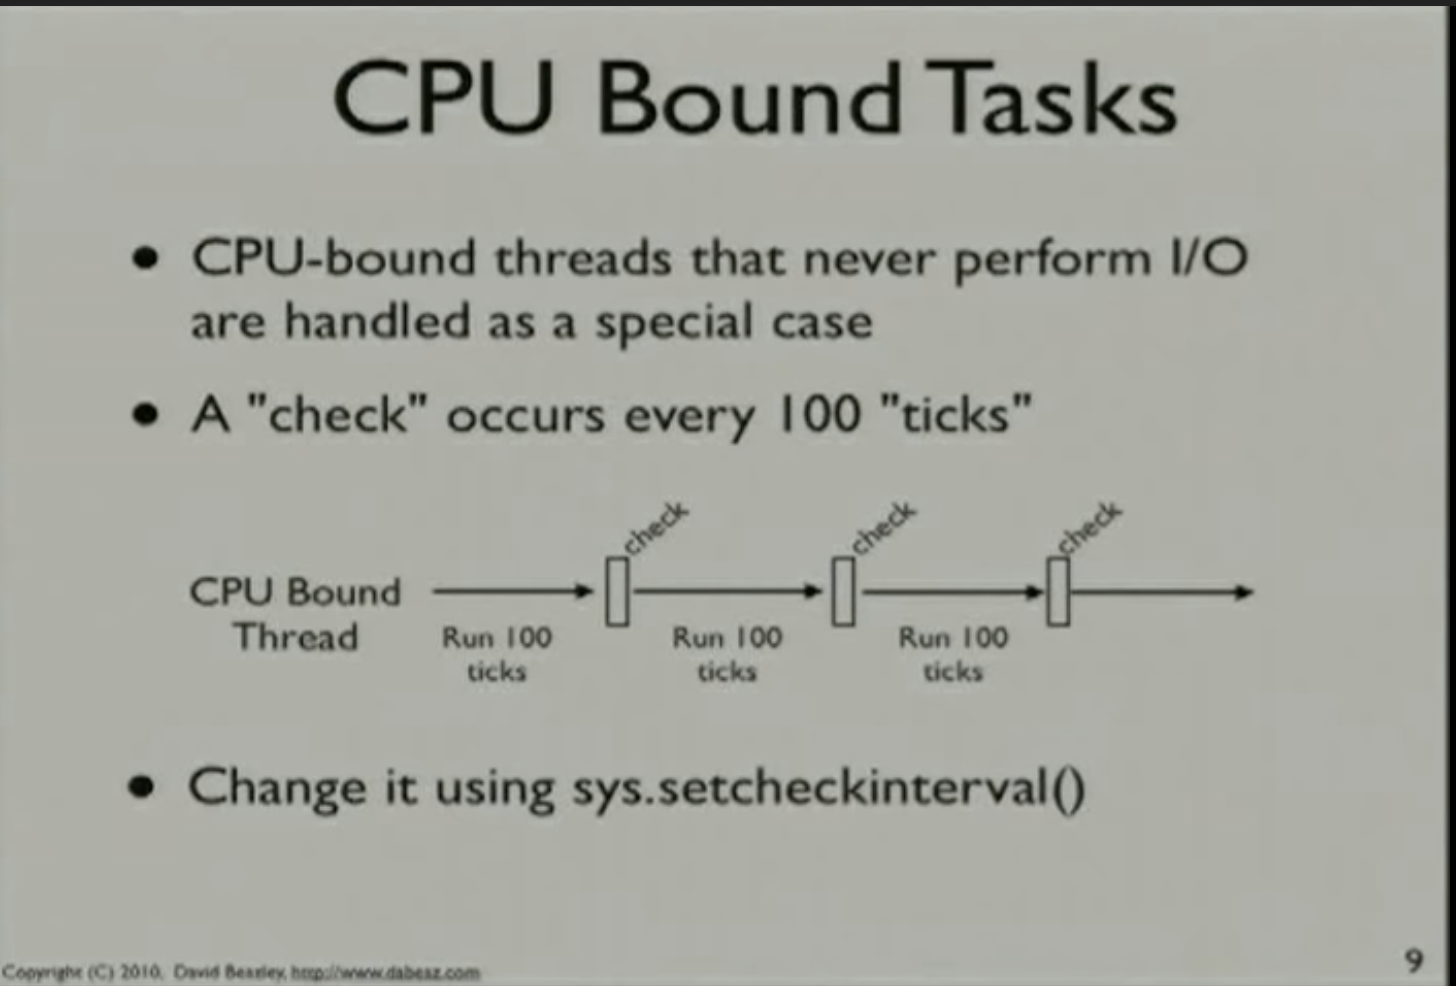 CPU Bound Tasks
• CPU-bound threads that never perform I/O
are handled as a special case
• A "check" occurs every 100 "ticks"
check
check
check
CPU Bound
Thread
Run 100
ticks
Run 100
ticks
Run 100
ticks
• Change it using sys.setcheckinterval()
Copyright (C) 2010, David Beazley, http://www.dabeaz.com
9